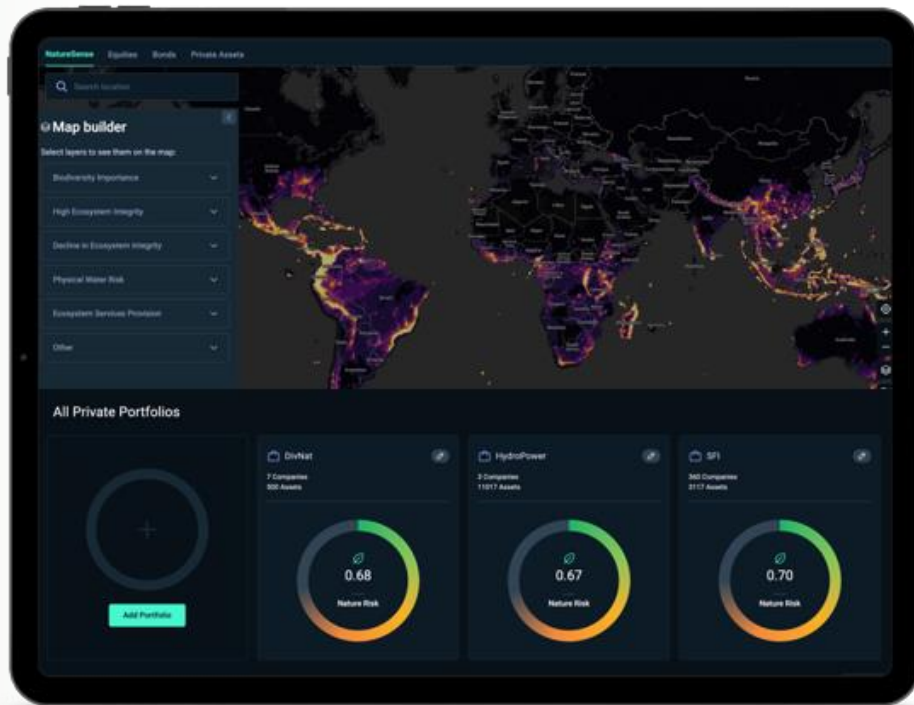 NatureSense Equities Bonds Private Assets
Search location
Map builder
Select layers to see them on the map:
Biodiversity Importance
High Ecosystem Integrity
Decline in Ecosystem Integrity
Physical Water Risk
Ecosystem Services Provision
Other
All Private Portfolios
Add Portfolio
DivNat
7 Companies
500 Assets
0.68
Nature Risk
HydroPower
3 Companies
11017 Assets
0.67
Nature Risk
SFI
360 Companies
3117 Assets
0.70
Nature Risk